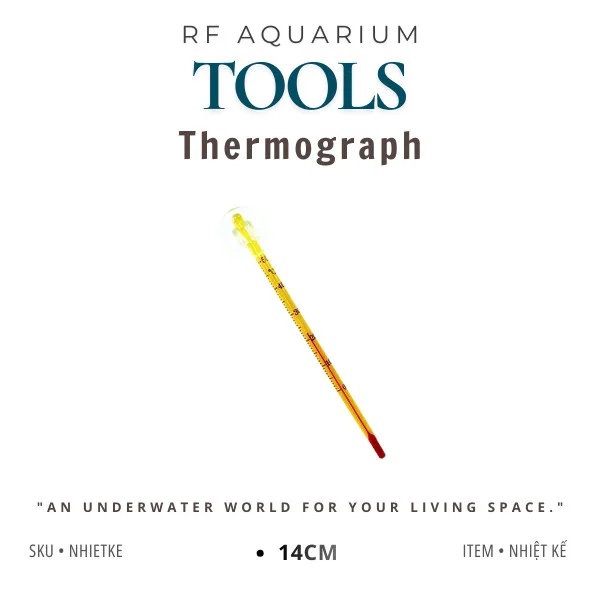 RF AQUARIUM
TOOLS
Thermograph
"AN UNDERWATER WORLD FOR YOUR LIVING SPACE."
SKU • NHIETKE
• 14CM
ITEM • NHIỆT KẾ